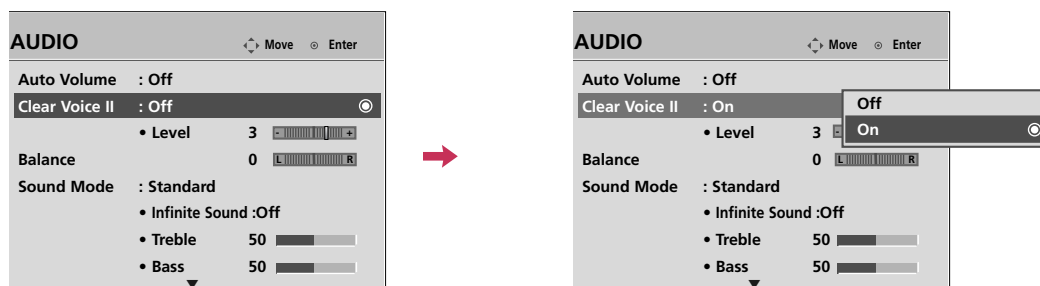 AUDIO Move Enter
Auto Volume : Off
Clear Voice II : Off
• Level 3 - +
Balance 0 L R
Sound Mode : Standard
• Infinite Sound :Off
• Treble 50
• Bass 50
AUDIO Move Enter
Auto Volume : Off
Clear Voice II : On
• Level 3 -
Balance 0 L R
Sound Mode : Standard
• Infinite Sound :Off
• Treble 50
• Bass 50
Off
On